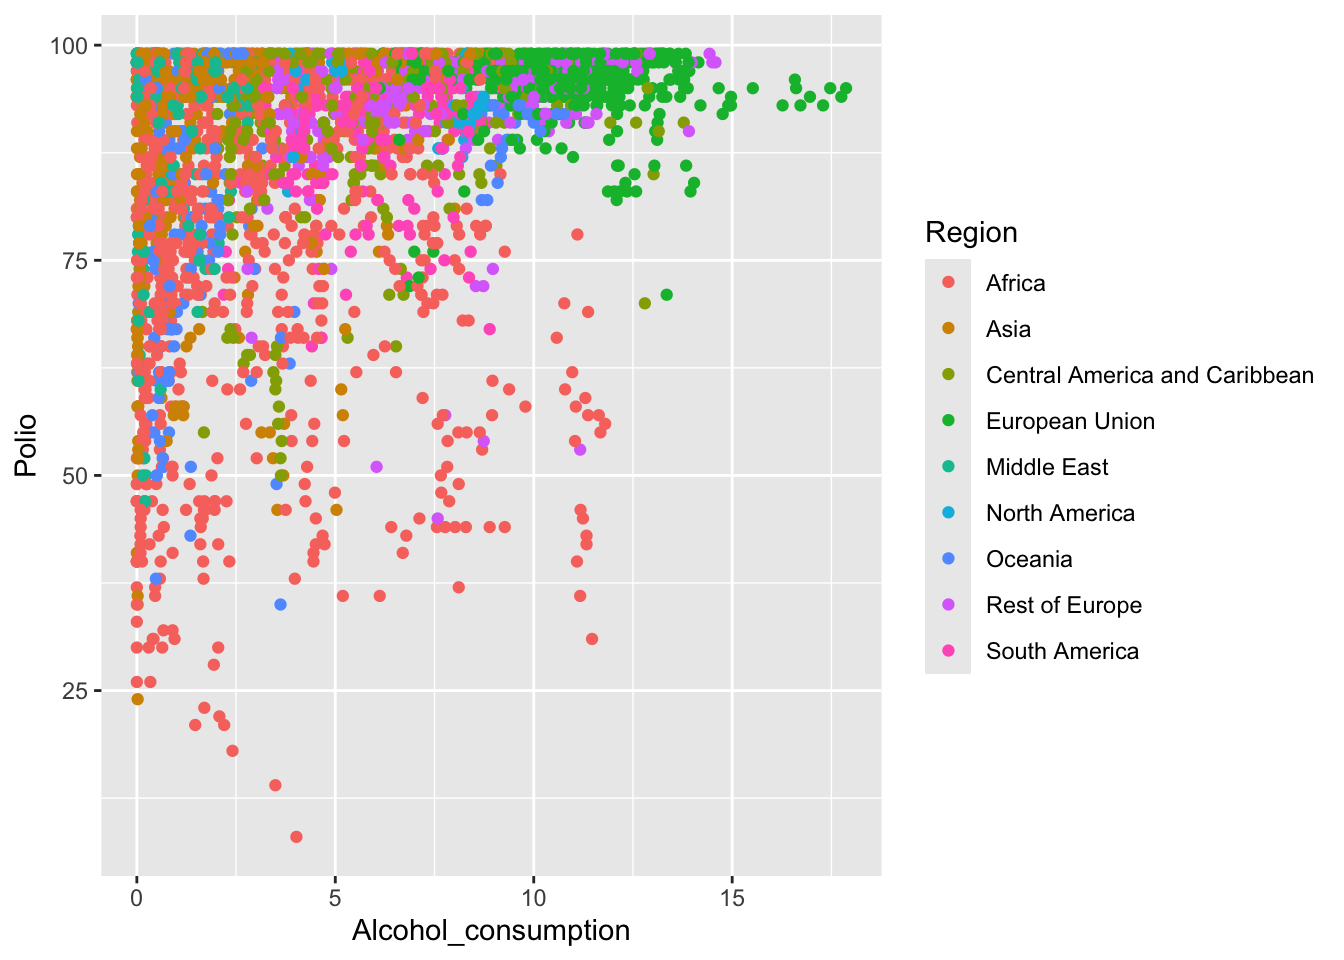 100
75
50
25
Polio
0 5 10 15
Alcohol_consumption
Region
Africa
Asia
Central America and Caribbean
European Union
Middle East
North America
Oceania
Rest of Europe
South America